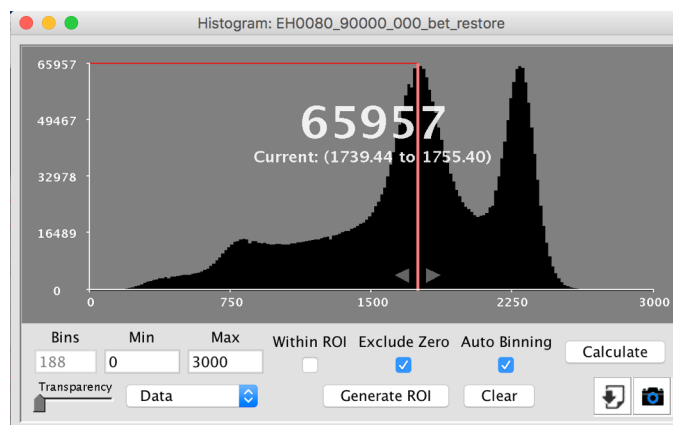 Histogram: EH0080_90000_000_bet_restore
65957
49467
32978
16489
0
65957
Current: (1739.44 to 1755.40)
0 750 1500 2250 3000
Bins Min Max Within ROI Exclude Zero Auto Binning Calculate
188 0 3000
Transparency Data Generate ROI Clear